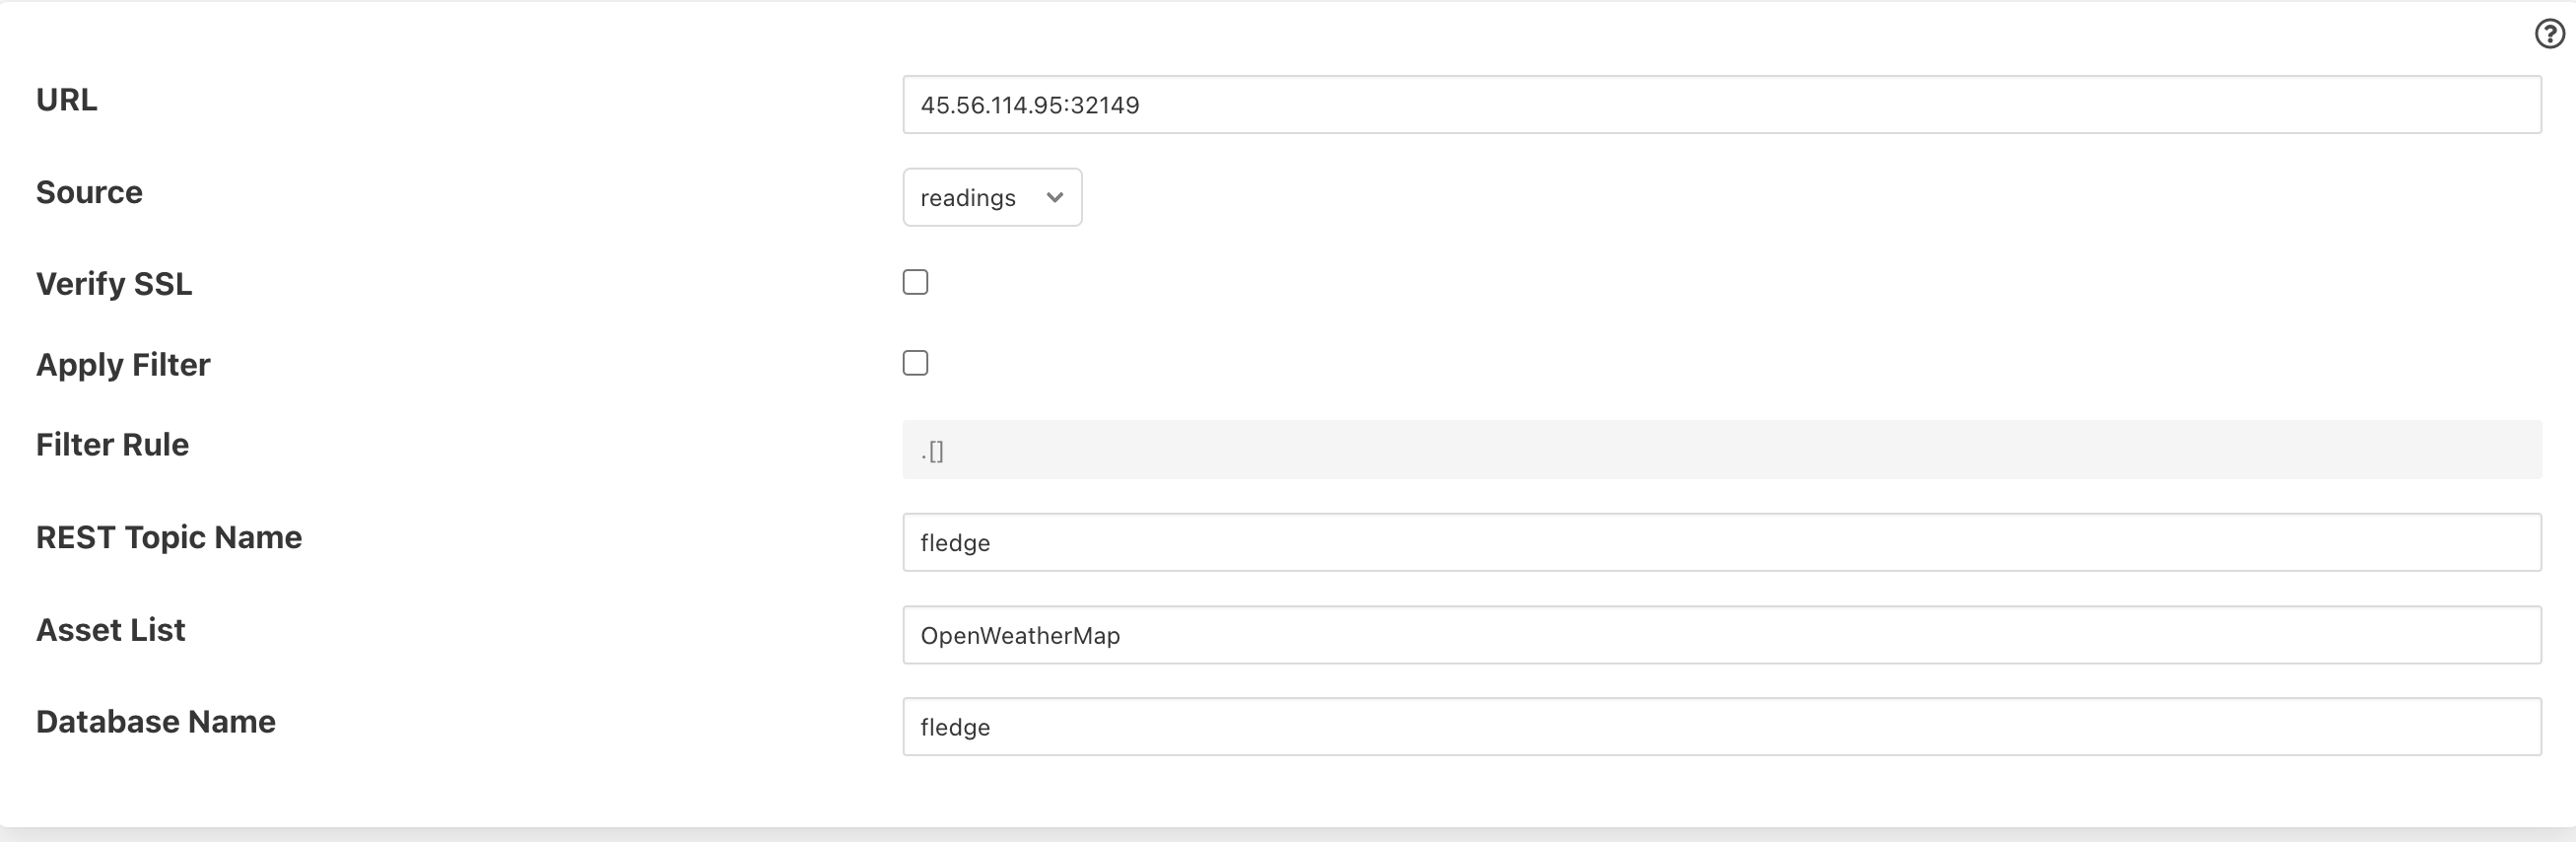 URL
45.56.114.95:32149
Source
readings
Verify SSL
Apply Filter
Filter Rule
.[]
REST Topic Name
fledge
Asset List
OpenWeatherMap
Database Name
fledge